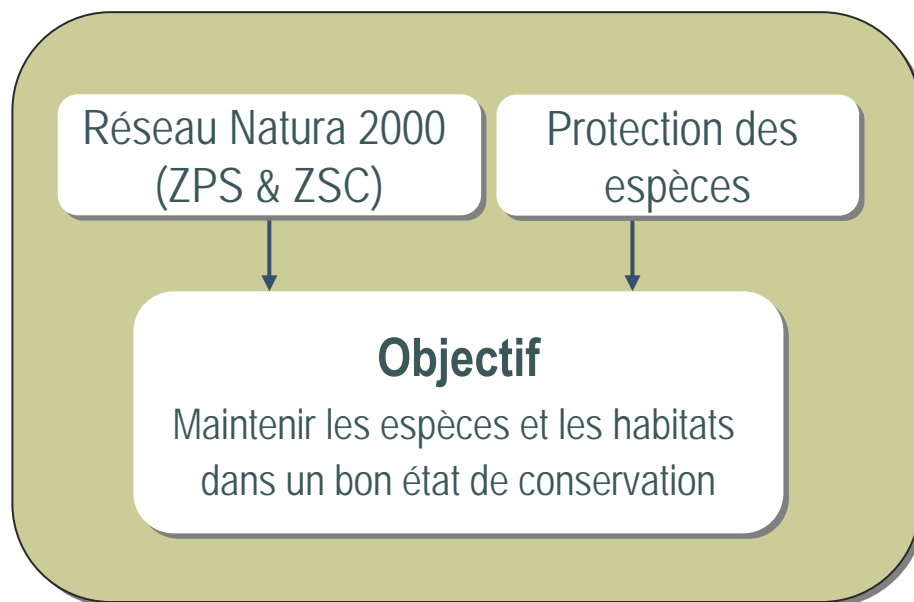 Réseau Natura 2000
(ZPS & ZSC)
Protection des
espèces
Objectif
Maintenir les espèces et les habitats
dans un bon état de conservation